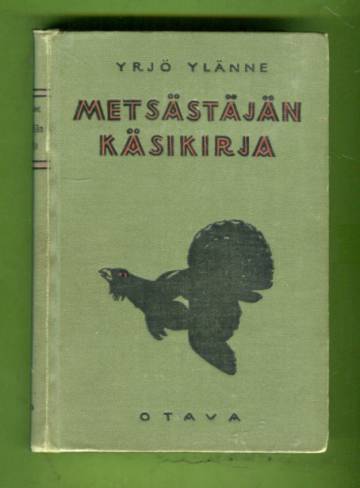 YRJÖ YLÄNNE
METSÄSTÄJÄN
KÄSIKIRJA
OTAVA